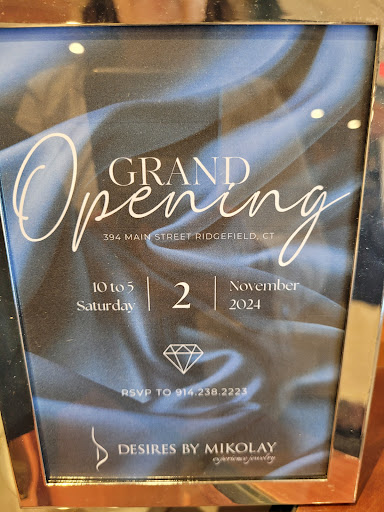 GRAND
Opening
394 MAIN STREET RIDGEFIELD, CT
10 to 5
Saturday
2
November
2024
RSVP TO 914.238.2223
DESIRES BY MIKOLAY
experience jewelry